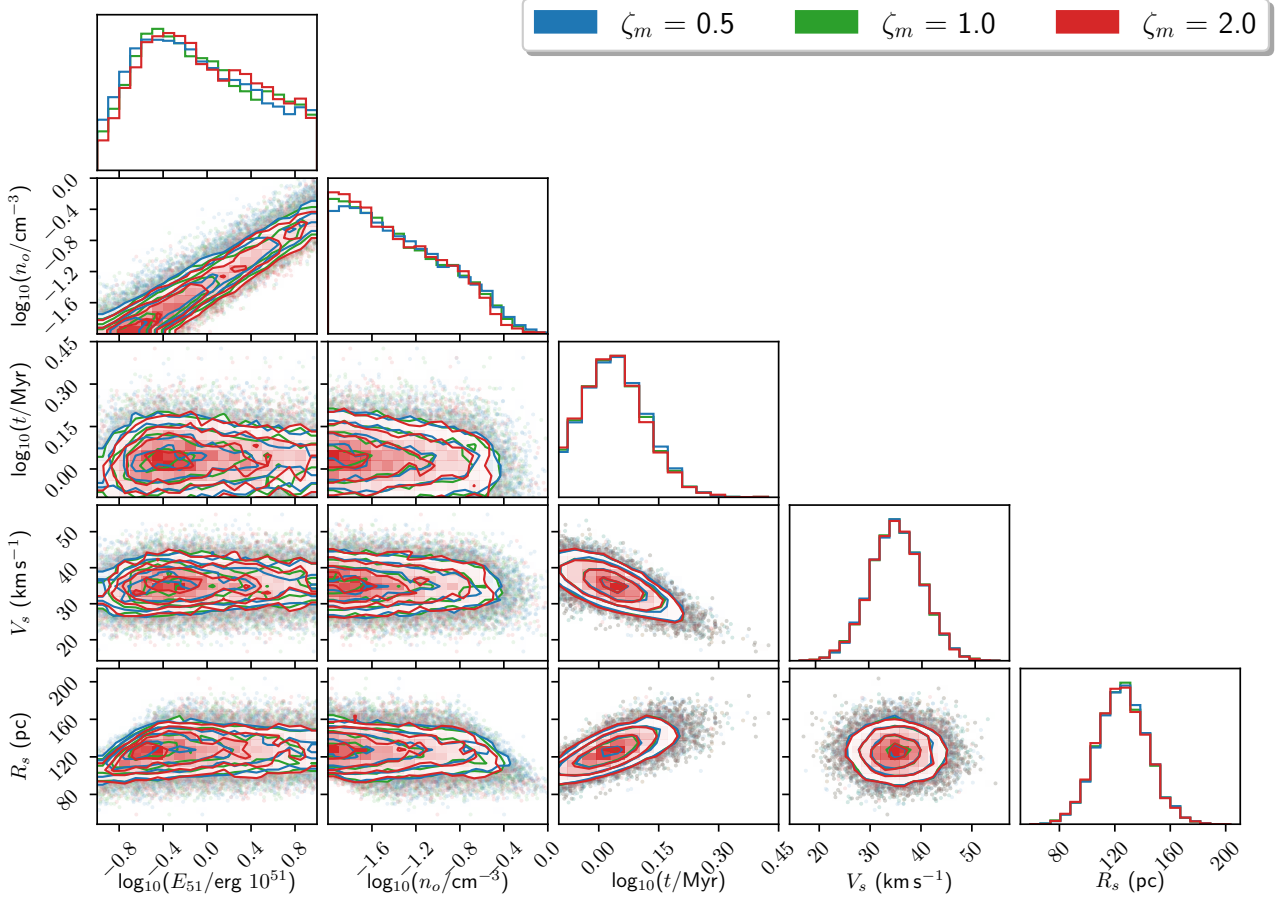 ζm = 0.5 ζm = 1.0 ζm = 2.0
log10(no/cm−3)
0.0
−0.4
−0.8
−1.2
−1.6
log10(t/Myr)
0.45
0.30
0.15
0.00
Vs (km s−1)
50
40
30
20
Rs (pc)
200
160
120
80
−0.8 −0.4 0.0 0.4 0.8
−1.6 −1.2 −0.8 −0.4 0.0
0.00 0.15 0.30 0.45
20 30 40 50
80 120 160 200
log10(E51/erg 10^51)
log10(no/cm−3)
log10(t/Myr)
Vs (km s−1)
Rs (pc)